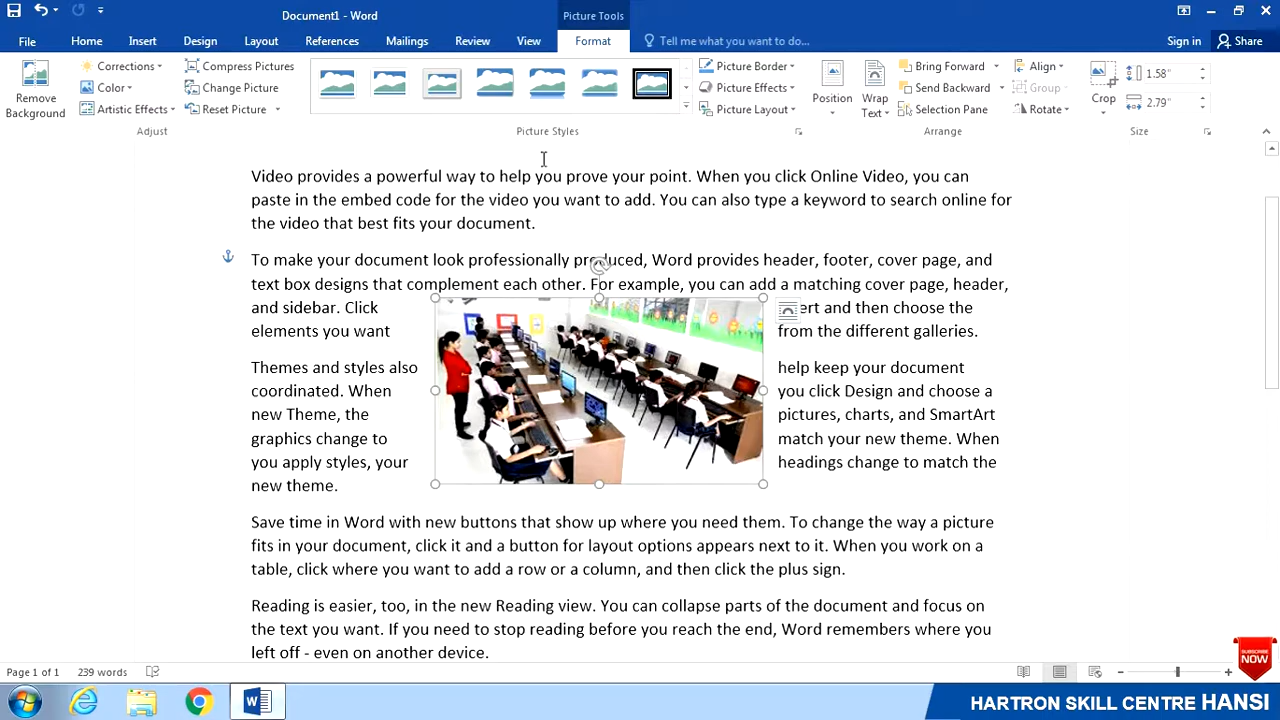 Document1 - Word
Picture Tools
File Home Insert Design Layout References Mailings Review View Format Tell me what you want to do... Sign in Share
Remove Background
Corrections
Color
Artistic Effects
Compress Pictures
Change Picture
Reset Picture
Adjust
Picture Styles
Picture Border
Picture Effects
Picture Layout
Position
Wrap Text
Bring Forward
Send Backward
Selection Pane
Align
Group
Rotate
Arrange
Crop
1.58"
2.79"
Size
Video provides a powerful way to help you prove your point. When you click Online Video, you can
paste in the embed code for the video you want to add. You can also type a keyword to search online for
the video that best fits your document.
To make your document look professionally produced, Word provides header, footer, cover page, and
text box designs that complement each other. For example, you can add a matching cover page, header,
and sidebar. Click ert and then choose the
elements you want from the different galleries.
Themes and styles also help keep your document
coordinated. When you click Design and choose a
new Theme, the pictures, charts, and SmartArt
graphics change to match your new theme. When
you apply styles, your headings change to match the
new theme.
Save time in Word with new buttons that show up where you need them. To change the way a picture
fits in your document, click it and a button for layout options appears next to it. When you work on a
table, click where you want to add a row or a column, and then click the plus sign.
Reading is easier, too, in the new Reading view. You can collapse parts of the document and focus on
the text you want. If you need to stop reading before you reach the end, Word remembers where you
left off - even on another device.
Page 1 of 1 239 words
SUBSCRIBE
NOW
HARTRON SKILL CENTRE HANSI